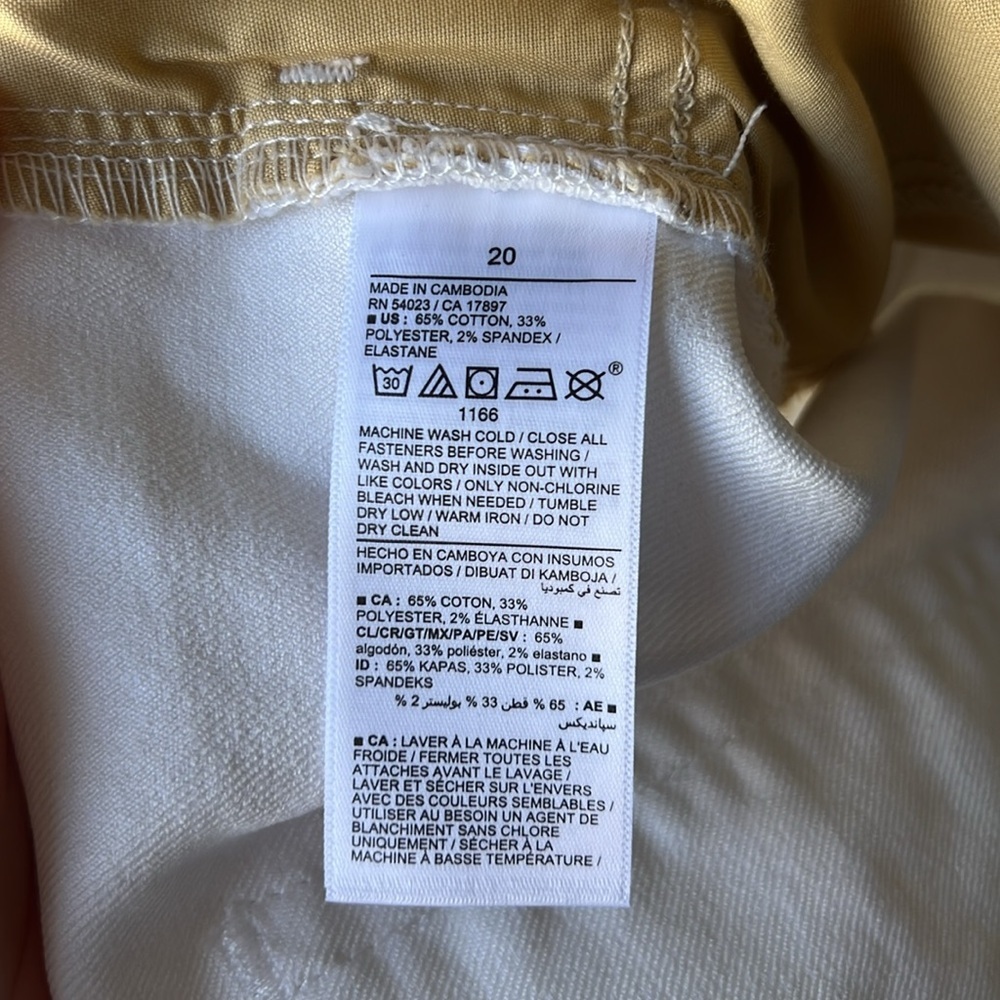 20
MADE IN CAMBODIA
RN 54023 / CA 17897
■ US : 65% COTTON, 33%
POLYESTER, 2% SPANDEX /
ELASTANE
30
®
1166
MACHINE WASH COLD / CLOSE ALL
FASTENERS BEFORE WASHING /
WASH AND DRY INSIDE OUT WITH
LIKE COLORS / ONLY NON-CHLORINE
BLEACH WHEN NEEDED / TUMBLE
DRY LOW / WARM IRON / DO NOT
DRY CLEAN
HECHO EN CAMBOYA CON INSUMOS
IMPORTADOS / DIBUAT DI KAMBOJA /
تصنع في كمبوديا
■ CA : 65% COTON, 33%
POLYESTER, 2% ÉLASTHANNE ■
CL/CR/GT/MX/PA/PE/SV : 65%
algodón, 33% poliéster, 2% elastano ■
ID : 65% KAPAS, 33% POLISTER, 2%
SPANDEKS
■ AE : 65 % قطن 33 % بوليستر 2 %
سباندیكس
■ CA : LAVER À LA MACHINE À L'EAU
FROIDE / FERMER TOUTES LES
ATTACHES AVANT LE LAVAGE /
LAVER ET SÉCHER SUR L'ENVERS
AVEC DES COULEURS SEMBLABLES /
UTILISER AU BESOIN UN AGENT DE
BLANCHIMENT SANS CHLORE
UNIQUEMENT / SÉCHER À LA
MACHINE À BASSE TEMPÉRATURE /